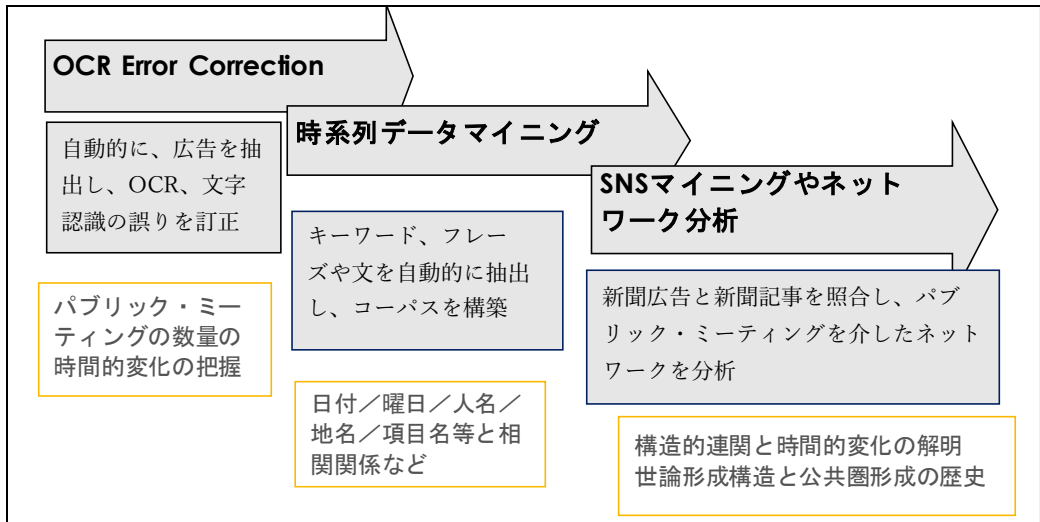 OCR Error Correction
自動的に、広告を抽
出し、OCR、文字
認識の誤りを訂正
パブリック・ミー
ティングの数量の
時間的変化の把握
時系列データマイニング
キーワード、フレー
ズや文を自動的に抽出
し、コーパスを構築
日付／曜日／人名／
地名／項目名等と相
関関係など
SNSマイニングやネット
ワーク分析
新聞広告と新聞記事を照合し、パブ
リック・ミーティングを介したネット
ワークを分析
構造的連関と時間的変化の解明
世論形成構造と公共圏形成の歴史